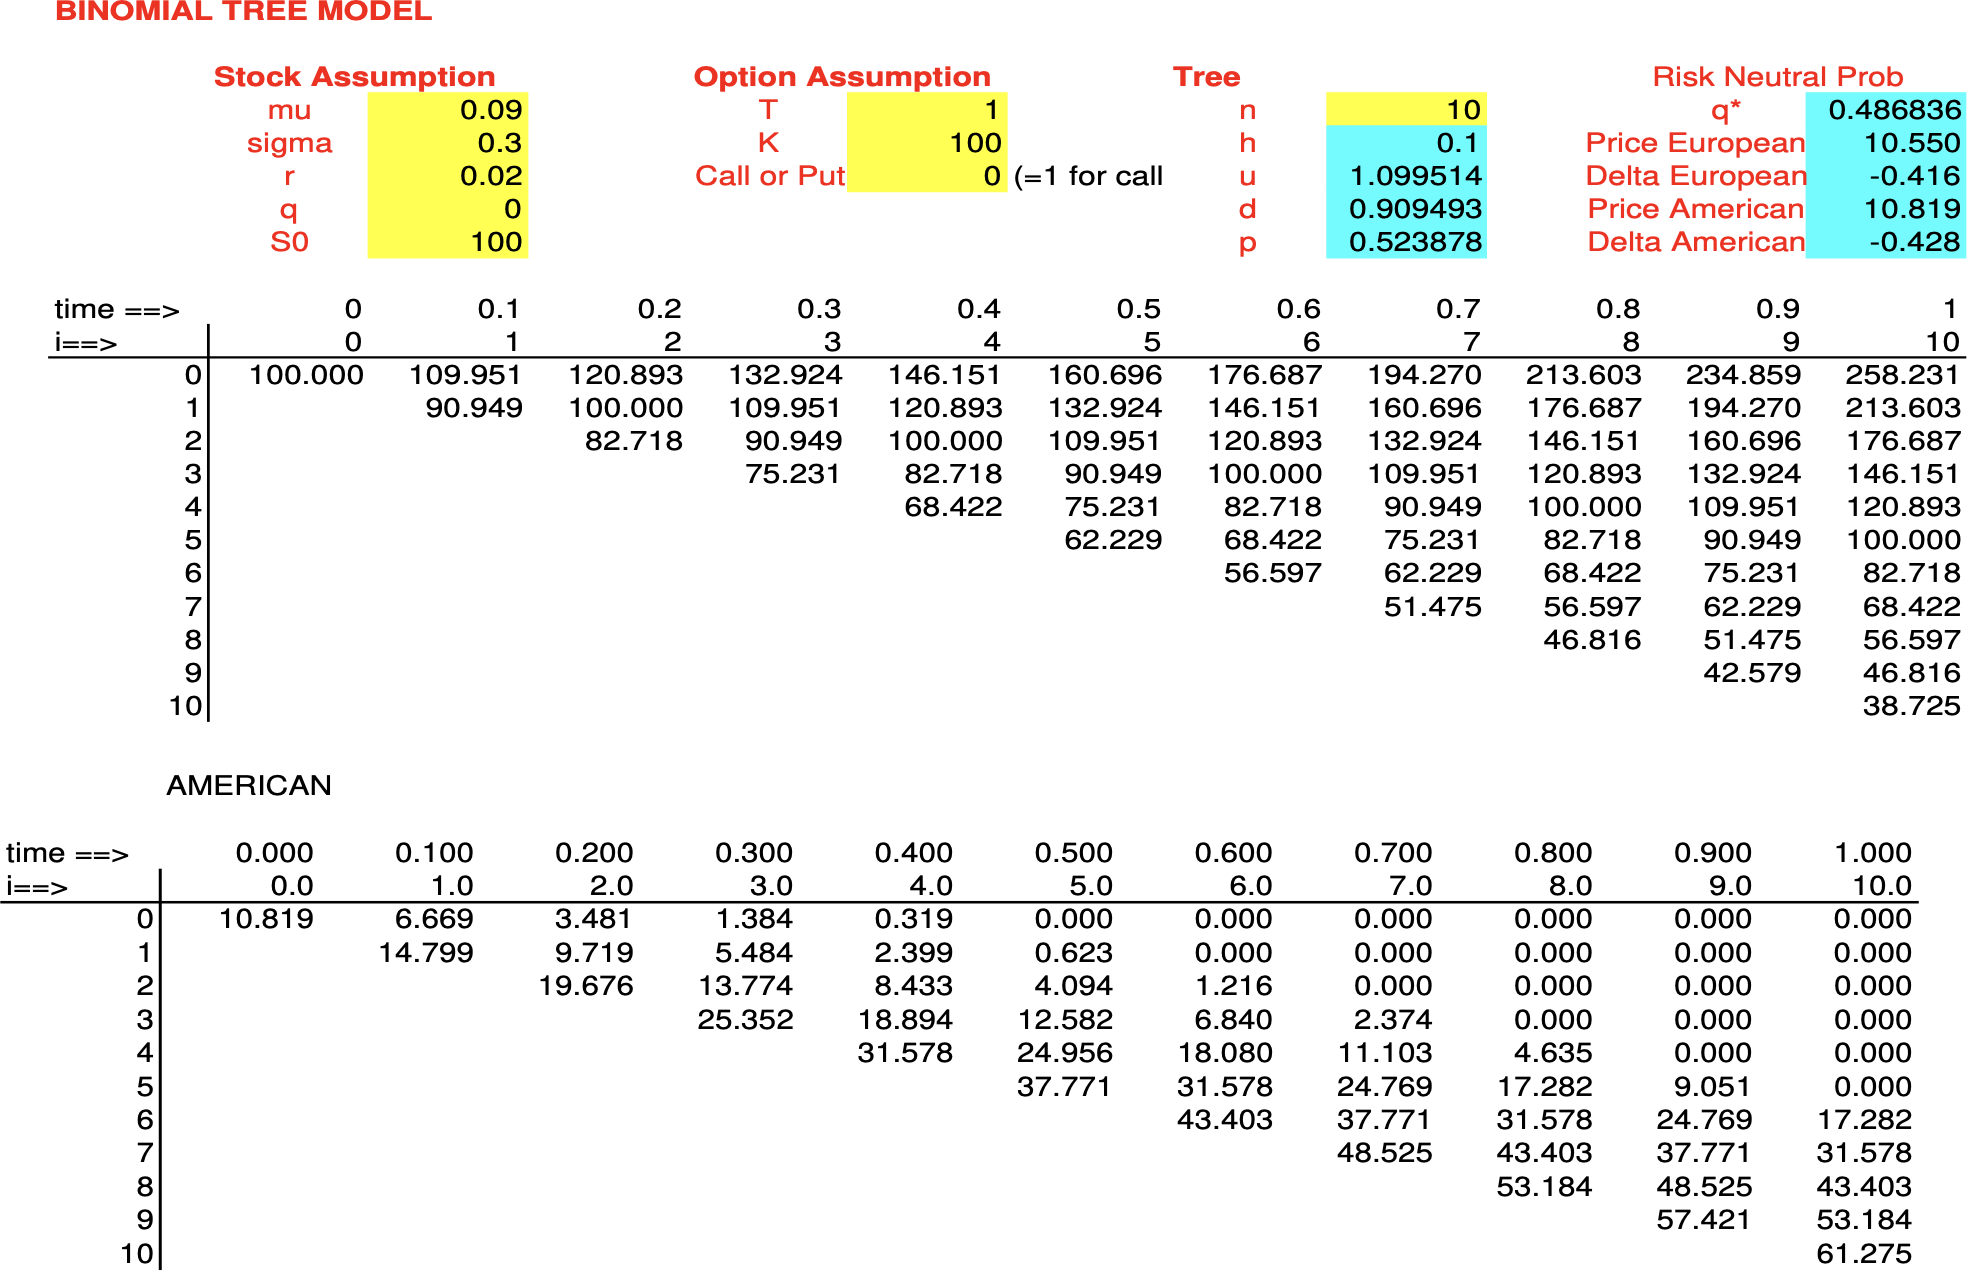 BINOMIAL TREE MODEL
Stock Assumption Option Assumption Tree Risk Neutral Prob
mu 0.09 T 1 n 10 q* 0.486836
sigma 0.3 K 100 h 0.1 Price European 10.550
r 0.02 Call or Put 0 (=1 for call u 1.099514 Delta European -0.416
q 0 d 0.909493 Price American 10.819
S0 100 p 0.523878 Delta American -0.428
time ==> 0 0.1 0.2 0.3 0.4 0.5 0.6 0.7 0.8 0.9 1
i==> 0 1 2 3 4 5 6 7 8 9 10
0 100.000 109.951 120.893 132.924 146.151 160.696 176.687 194.270 213.603 234.859 258.231
1 90.949 100.000 109.951 120.893 132.924 146.151 160.696 176.687 194.270 213.603
2 82.718 90.949 100.000 109.951 120.893 132.924 146.151 160.696 176.687
3 75.231 82.718 90.949 100.000 109.951 120.893 132.924 146.151
4 68.422 75.231 82.718 90.949 100.000 109.951 120.893
5 62.229 68.422 75.231 82.718 90.949 100.000
6 56.597 62.229 68.422 75.231 82.718
7 51.475 56.597 62.229 68.422
8 46.816 51.475 56.597
9 42.579 46.816
10 38.725
AMERICAN
time ==> 0.000 0.100 0.200 0.300 0.400 0.500 0.600 0.700 0.800 0.900 1.000
i==> 0.0 1.0 2.0 3.0 4.0 5.0 6.0 7.0 8.0 9.0 10.0
0 10.819 6.669 3.481 1.384 0.319 0.000 0.000 0.000 0.000 0.000 0.000
1 14.799 9.719 5.484 2.399 0.623 0.000 0.000 0.000 0.000 0.000
2 19.676 13.774 8.433 4.094 1.216 0.000 0.000 0.000 0.000
3 25.352 18.894 12.582 6.840 2.374 0.000 0.000 0.000
4 31.578 24.956 18.080 11.103 4.635 0.000 0.000
5 37.771 31.578 24.769 17.282 9.051 0.000
6 43.403 37.771 31.578 24.769 17.282
7 48.525 43.403 37.771 31.578
8 53.184 48.525 43.403
9 57.421 53.184
10 61.275